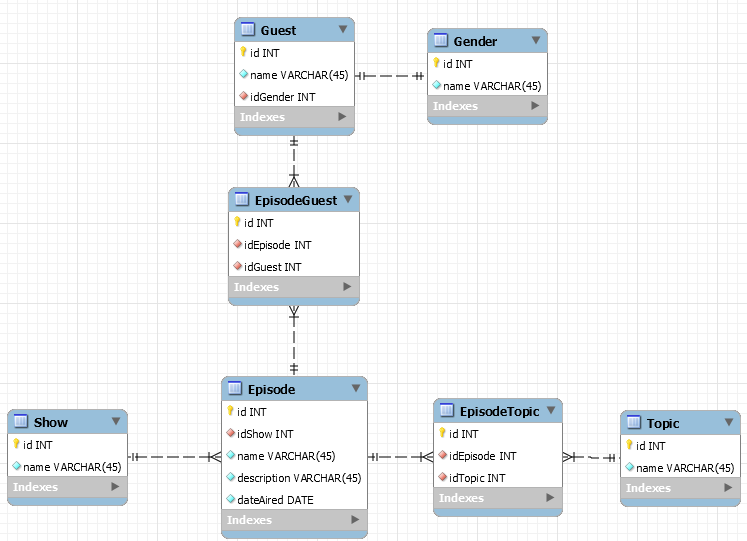 Guest
id INT
name VARCHAR(45)
idGender INT
Indexes
Gender
id INT
name VARCHAR(45)
Indexes
EpisodeGuest
id INT
idEpisode INT
idGuest INT
Indexes
Show
id INT
name VARCHAR(45)
Indexes
Episode
id INT
idShow INT
name VARCHAR(45)
description VARCHAR(45)
dateAired DATE
Indexes
EpisodeTopic
id INT
idEpisode INT
idTopic INT
Indexes
Topic
id INT
name VARCHAR(45)
Indexes